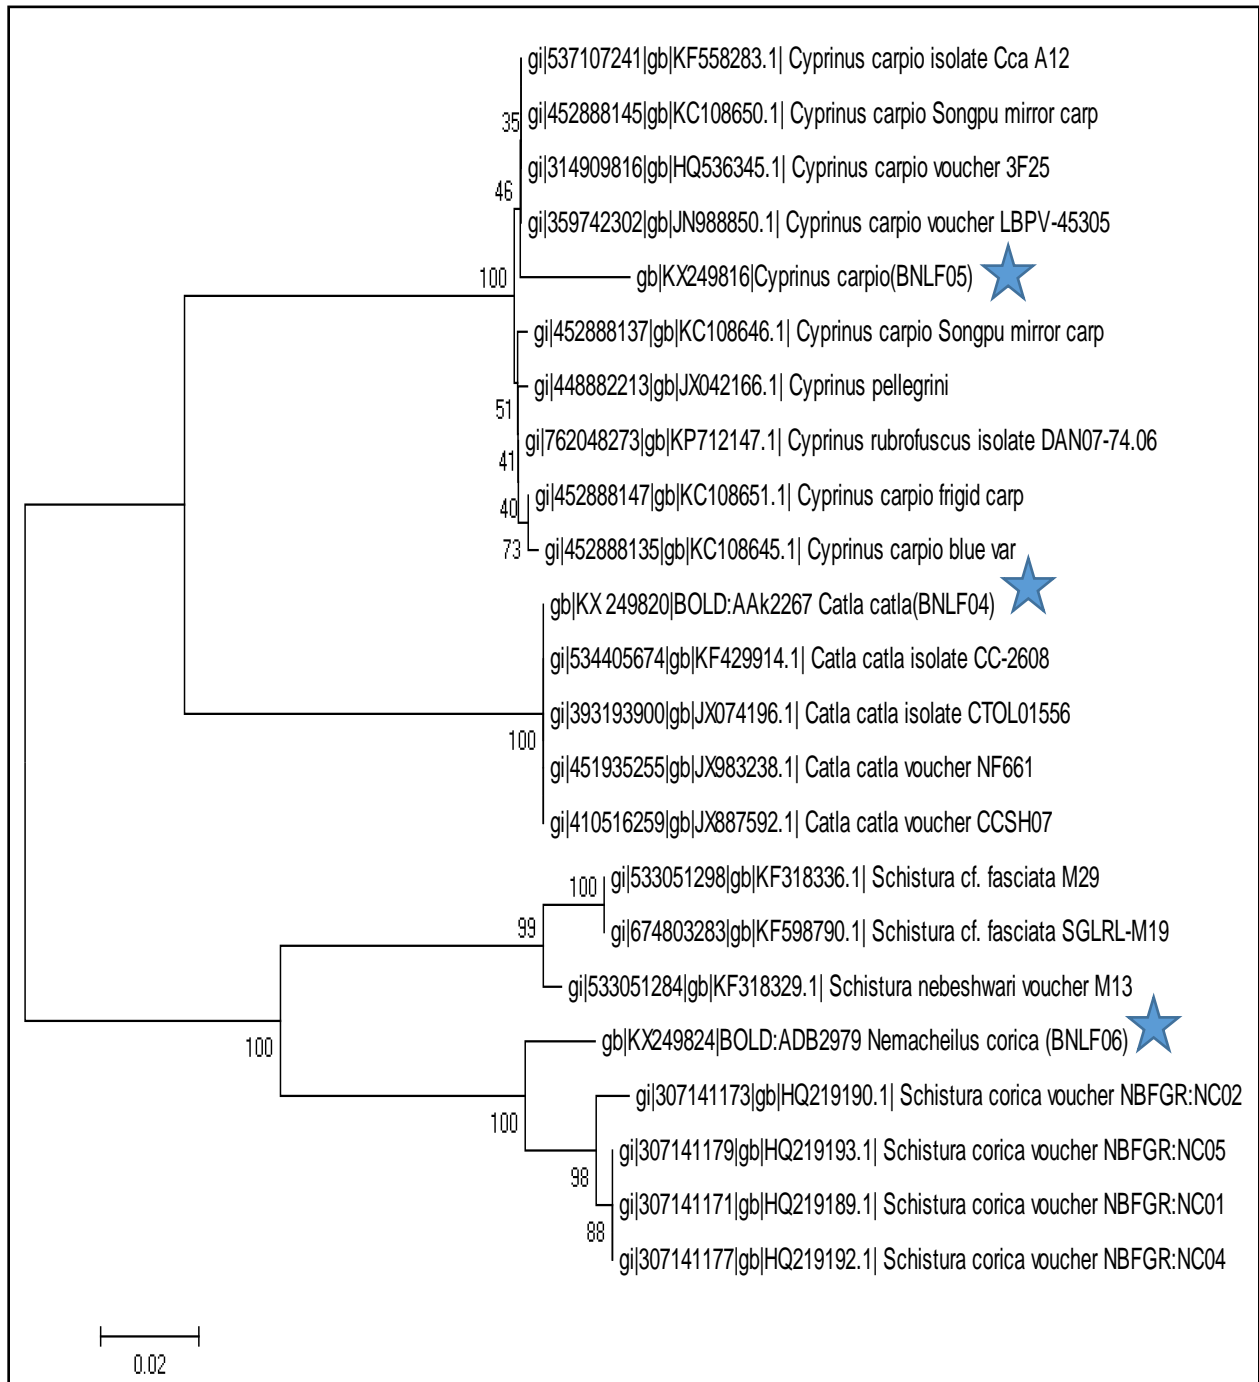 gi|537107241|gb|KF558283.1| Cyprinus carpio isolate Cca A12
35
gi|452888145|gb|KC108650.1| Cyprinus carpio Songpu mirror carp
gi|314909816|gb|HQ536345.1| Cyprinus carpio voucher 3F25
46
gi|359742302|gb|JN988850.1| Cyprinus carpio voucher LBPV-45305
100
gb|KX249816|Cyprinus carpio(BNLF05)
gi|452888137|gb|KC108646.1| Cyprinus carpio Songpu mirror carp
gi|448882213|gb|JX042166.1| Cyprinus pellegrini
51
gi|762048273|gb|KP712147.1| Cyprinus rubrofuscus isolate DAN07-74.06
41
gi|452888147|gb|KC108651.1| Cyprinus carpio frigid carp
40
73
gi|452888135|gb|KC108645.1| Cyprinus carpio blue var
gb|KX 249820|BOLD:AAk2267 Catla catla(BNLF04)
gi|534405674|gb|KF429914.1| Catla catla isolate CC-2608
gi|393193900|gb|JX074196.1| Catla catla isolate CTOL01556
100
gi|451935255|gb|JX983238.1| Catla catla voucher NF661
gi|410516259|gb|JX887592.1| Catla catla voucher CCSH07
100
gi|533051298|gb|KF318336.1| Schistura cf. fasciata M29
99
gi|674803283|gb|KF598790.1| Schistura cf. fasciata SGLRL-M19
gi|533051284|gb|KF318329.1| Schistura nebeshwari voucher M13
100
gb|KX249824|BOLD:ADB2979 Nemacheilus corica (BNLF06)
gi|307141173|gb|HQ219190.1| Schistura corica voucher NBFGR:NC02
100
gi|307141179|gb|HQ219193.1| Schistura corica voucher NBFGR:NC05
98
gi|307141171|gb|HQ219189.1| Schistura corica voucher NBFGR:NC01
88
gi|307141177|gb|HQ219192.1| Schistura corica voucher NBFGR:NC04
0.02